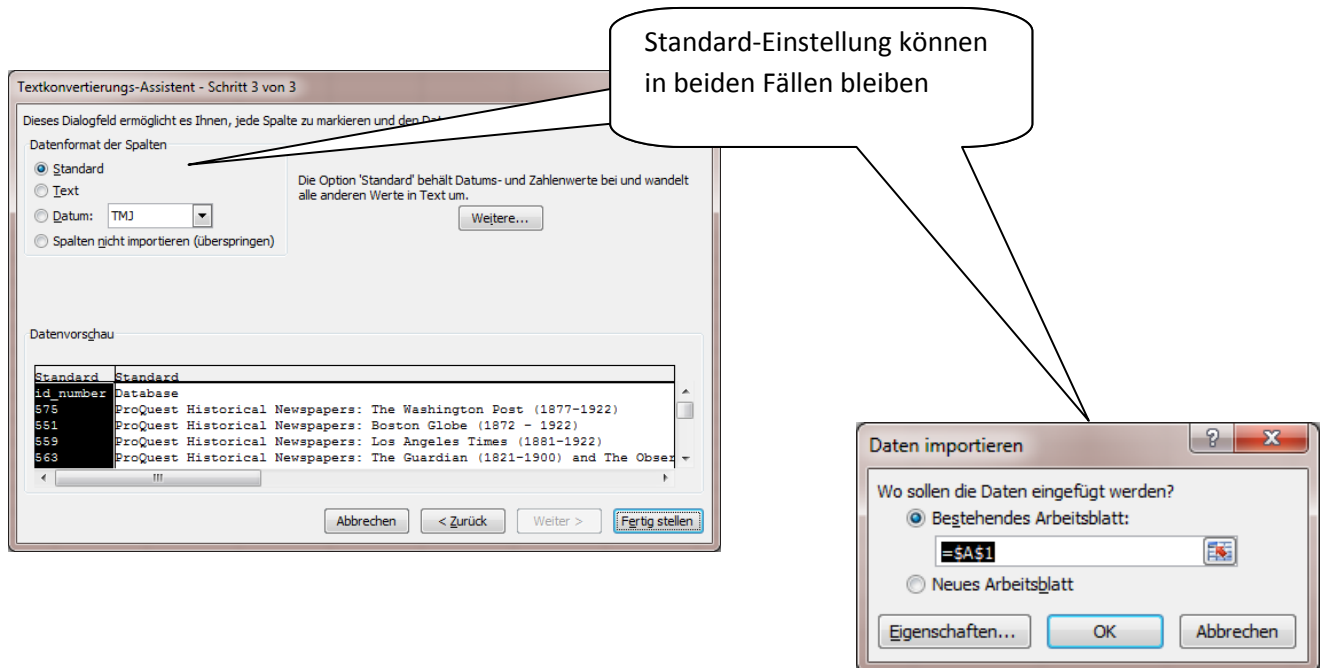 Standard-Einstellung können
in beiden Fällen bleiben
Textkonvertierungs-Assistent - Schritt 3 von 3
Dieses Dialogfeld ermöglicht es Ihnen, jede Spalte zu markieren und den
Datenformat der Spalten
Standard
Text
Datum: TMJ
Spalten nicht importieren (überspringen)
Die Option 'Standard' behält Datums- und Zahlenwerte bei und wandelt
alle anderen Werte in Text um.
Weitere...
Datenvorschau
Standard Standard
id_number Database
575 ProQuest Historical Newspapers: The Washington Post (1877-1922)
551 ProQuest Historical Newspapers: Boston Globe (1872 - 1922)
559 ProQuest Historical Newspapers: Los Angeles Times (1881-1922)
563 ProQuest Historical Newspapers: The Guardian (1821-1900) and The Obser
Abbrechen < Zurück Weiter > Fertig stellen
Daten importieren
Wo sollen die Daten eingefügt werden?
Bestehendes Arbeitsblatt:
=$A$1
Neues Arbeitsblatt
Eigenschaften... OK Abbrechen